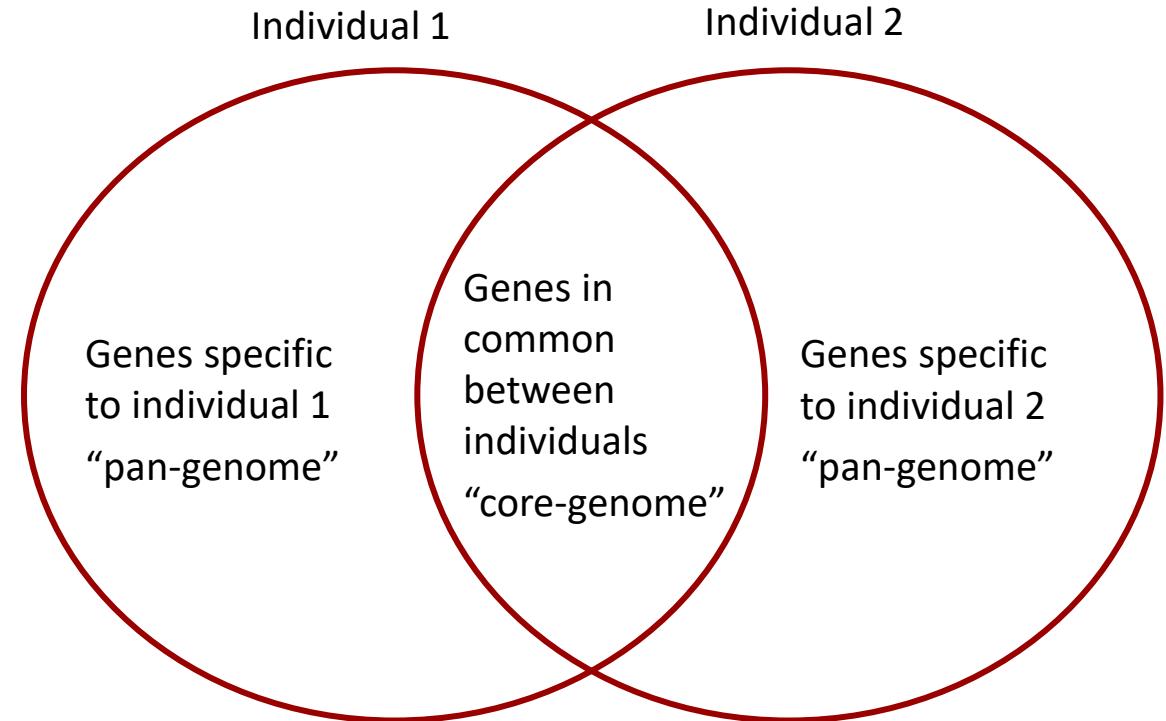 Individual 1
Individual 2
Genes specific
to individual 1
“pan-genome”
Genes in
common
between
individuals
“core-genome”
Genes specific
to individual 2
“pan-genome”